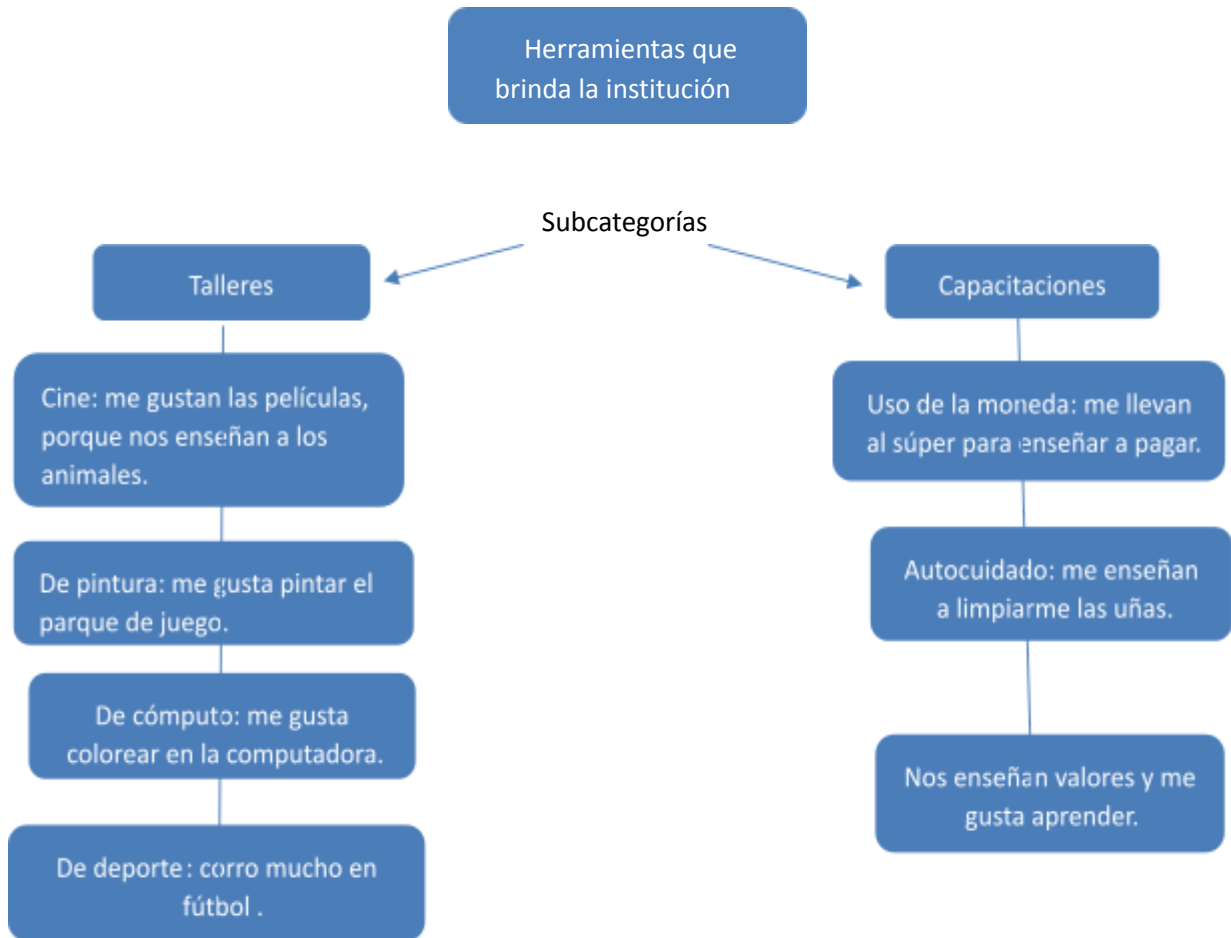 Herramientas que
brinda la institución
Subcategorías
Talleres
Cine: me gustan las películas,
porque nos enseñan a los
animales.
De pintura: me gusta pintar el
parque de juego.
De cómputo: me gusta
colorear en la computadora.
De deporte: corro mucho en
fútbol .
Capacitaciones
Uso de la moneda: me llevan
al súper para enseñar a pagar.
Autocuidado: me enseñan
a limpiarme las uñas.
Nos enseñan valores y me
gusta aprender.